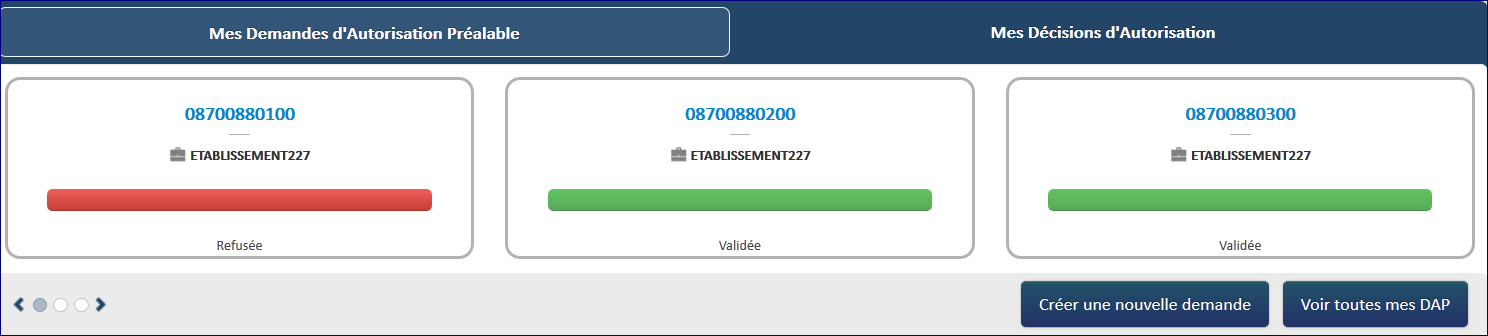 Mes Demandes d'Autorisation Préalable
Mes Décisions d'Autorisation
08700880100
ETABLISSEMENT227
Refusée
08700880200
ETABLISSEMENT227
Validée
08700880300
ETABLISSEMENT227
Validée
Créer une nouvelle demande
Voir toutes mes DAP